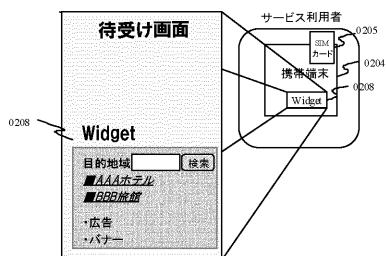 待受け画面
サービス利用者
0205
SIM
カード
0204
携帯端末
0208
Widget
0208
Widget
目的地域 検索
■AAAホテル
■BBB旅館
・広告
・バナー